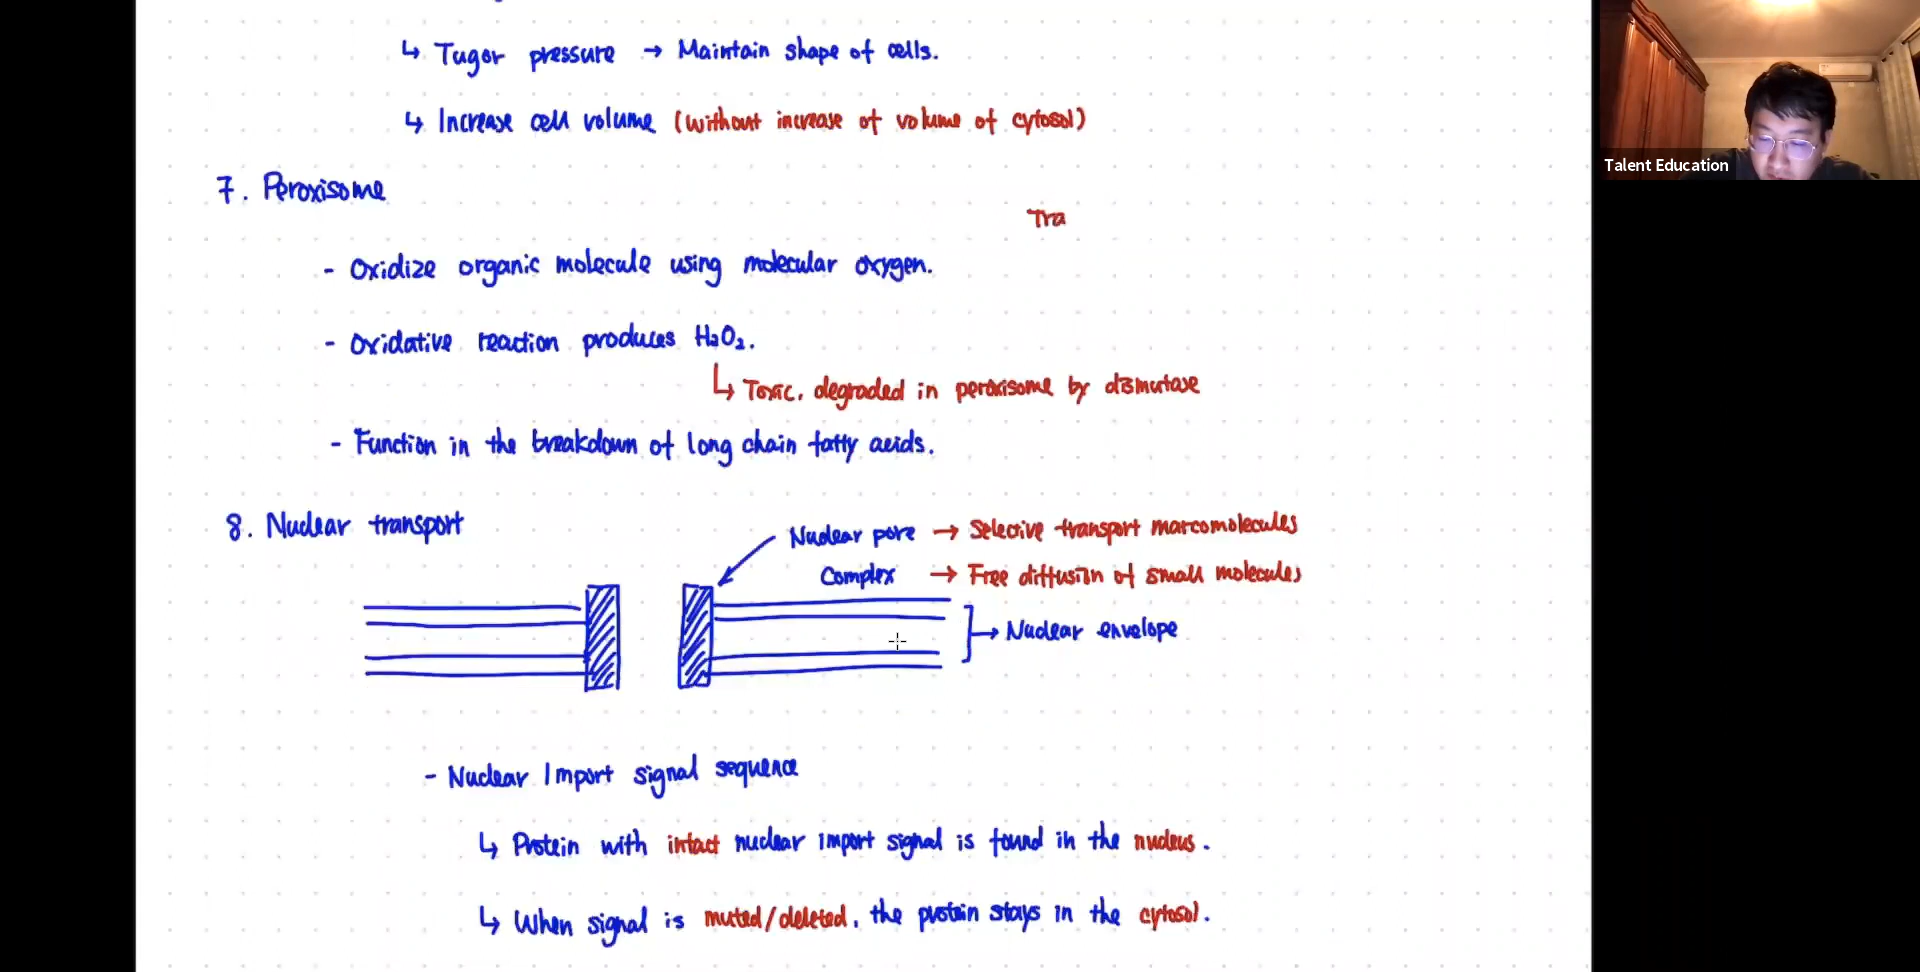 ↳ Tugor pressure → Maintain shape of cells.
↳ Increase cell volume (without increase of volume of cytosol)
Talent Education
7. Peroxisome
Tra
- Oxidize organic molecule using molecular oxygen.
- Oxidative reaction produces H₂O₂.
↳ Toxic, degraded in peroxisome by dismutase
- Function in the breakdown of long chain fatty acids.
8. Nuclear transport
Nuclear pore → Selective transport marcomolecules
Complex → Free diffusion of small molecules
→ Nuclear envelope
- Nuclear Import signal sequence
↳ Protein with intact nuclear import signal is found in the nucleus.
↳ When signal is muted/deleted, the protein stays in the cytosol.